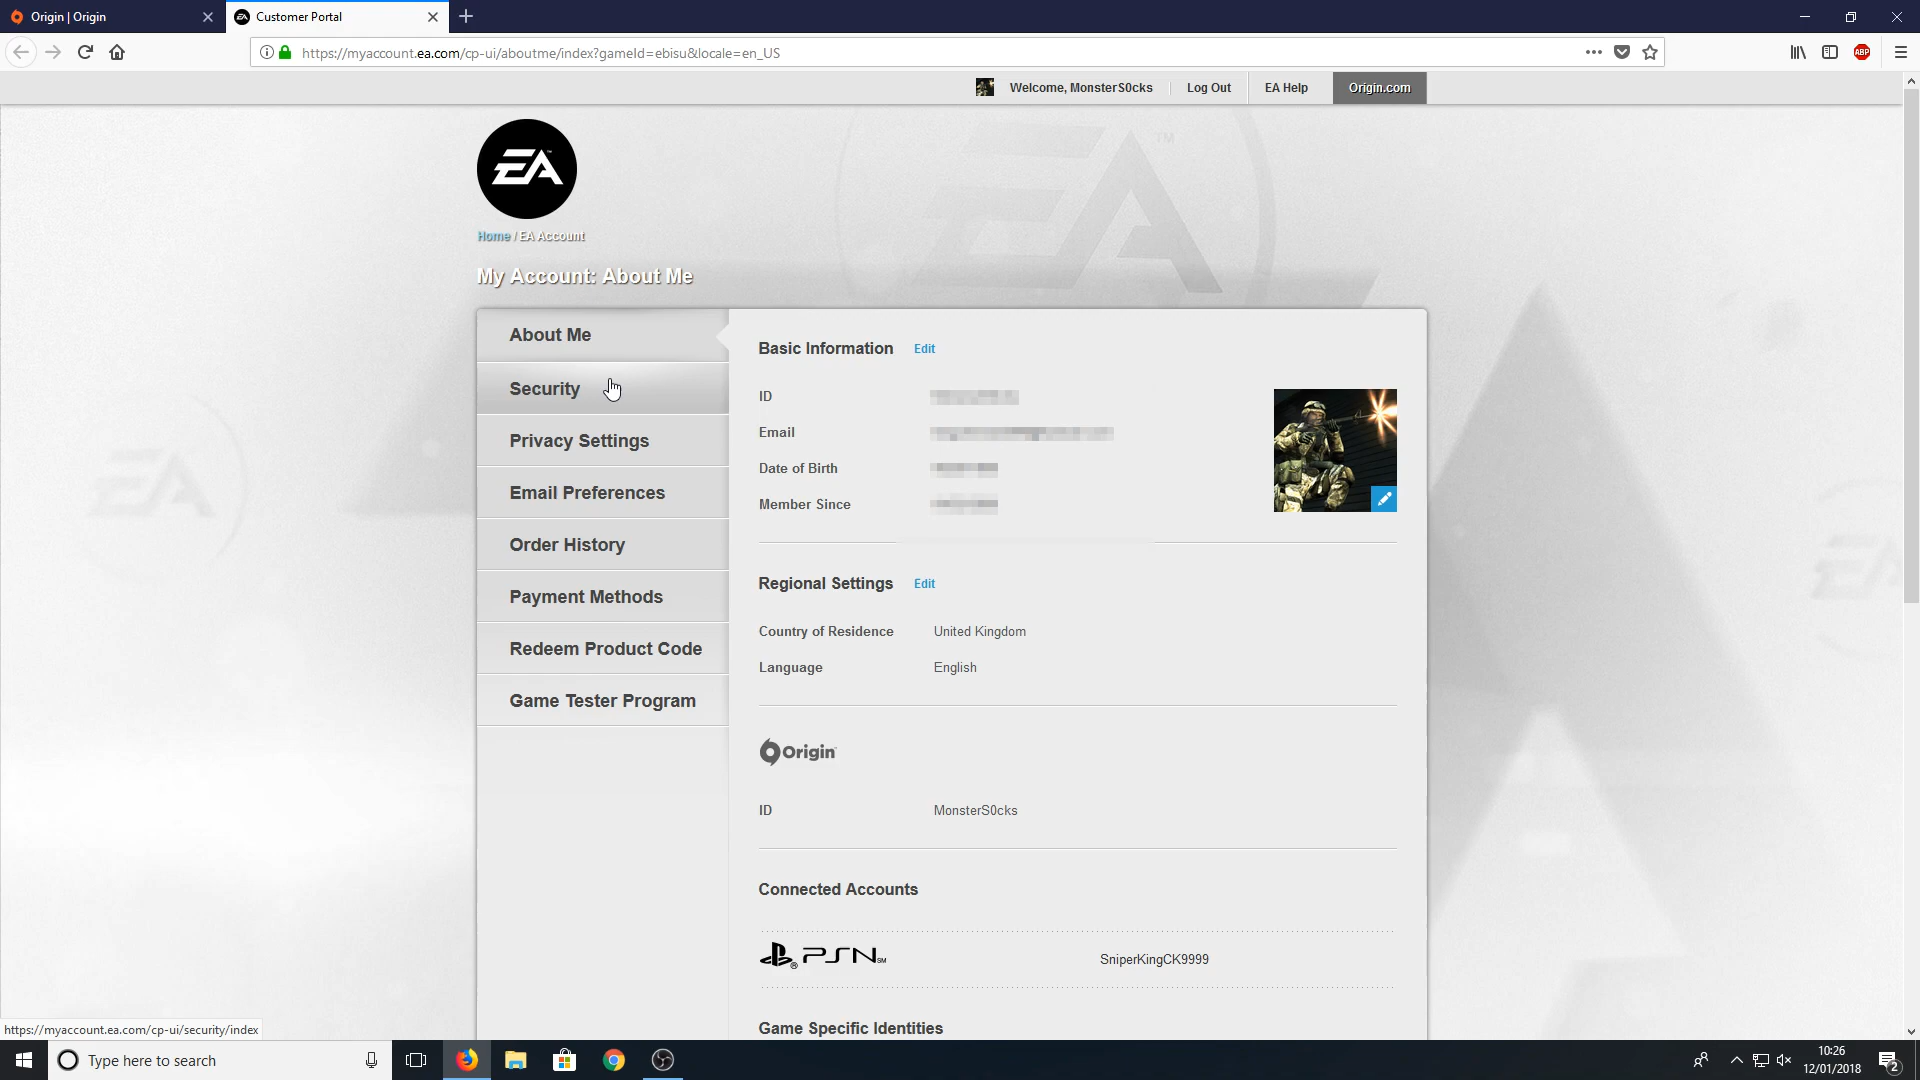 Origin | Origin
Customer Portal
https://myaccount.ea.com/cp-ui/aboutme/index?gameId=ebisu&locale=en_US
ABP
Welcome, MonsterS0cks
Log Out
EA Help
Origin.com
EA
TM
Home / EA Account
My Account: About Me
About Me
Security
Privacy Settings
Email Preferences
Order History
Payment Methods
Redeem Product Code
Game Tester Program
Basic Information
Edit
ID
Email
Date of Birth
Member Since
Regional Settings
Edit
Country of Residence
United Kingdom
Language
English
Origin
ID
MonsterS0cks
Connected Accounts
PSN
SniperKingCK9999
Game Specific Identities
https://myaccount.ea.com/cp-ui/security/index
Type here to search
10:26
12/01/2018
2